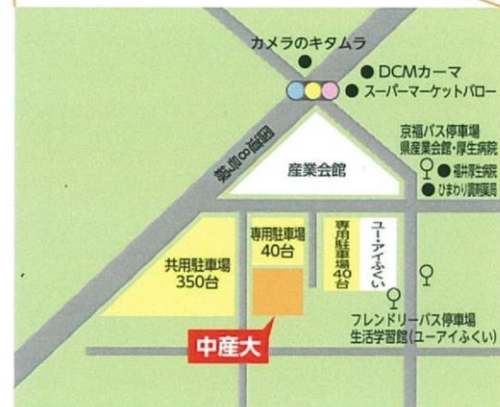 カメラのキタムラ
DCMカーマ
スーパーマーケットバロー
国道8号線
京福バス停車場
県産業会館・厚生病院
福井厚生病院
ひまわり調剤薬局
産業会館
共用駐車場
350台
専用駐車場
40台
専用駐車場40台
ユー・アイふくい
フレンドリーバス停車場
生活学習館(ユーアイふくい)
中産大